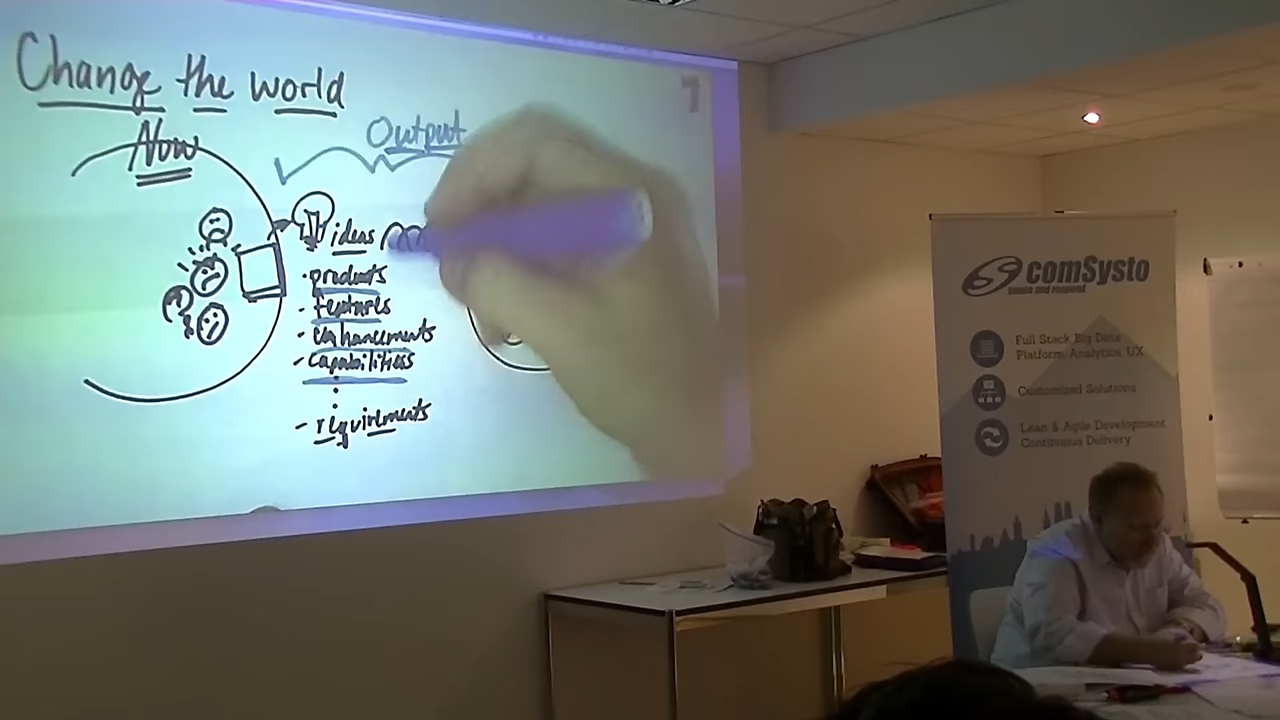 Change the world
Now
Output
ideas
· products
- features
- enhancements
- capabilities
- requirements
comSysto
Full Stack Big Data
Platform, Analytics, UX
Customized Solutions
Lean & Agile Development
Continuous Delivery